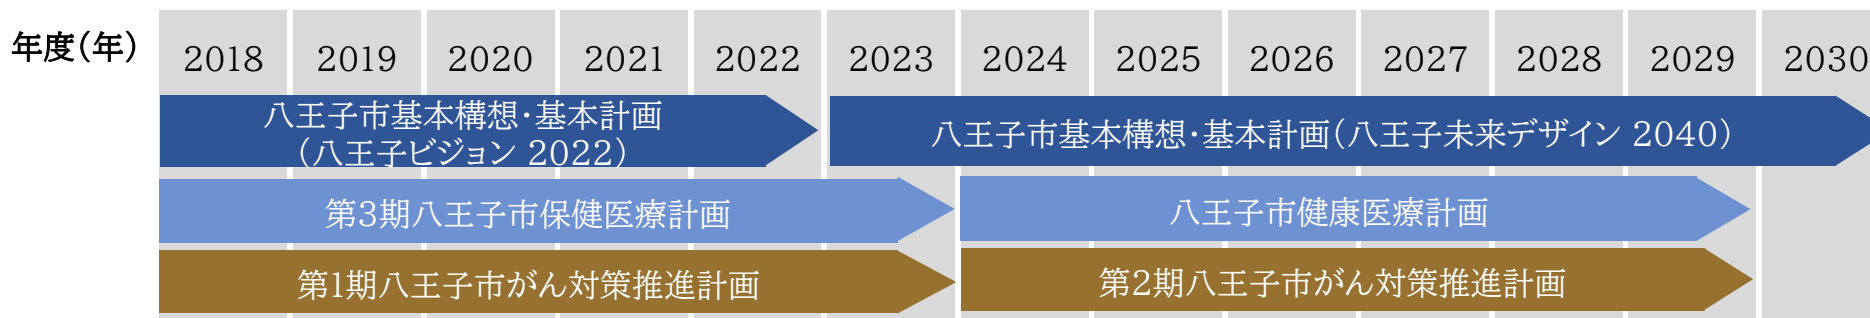 年度(年) 2018 2019 2020 2021 2022 2023 2024 2025 2026 2027 2028 2029 2030
八王子市基本構想・基本計画
(八王子ビジョン 2022)
八王子市基本構想・基本計画(八王子未来デザイン 2040)
第3期八王子市保健医療計画
八王子市健康医療計画
第1期八王子市がん対策推進計画
第2期八王子市がん対策推進計画